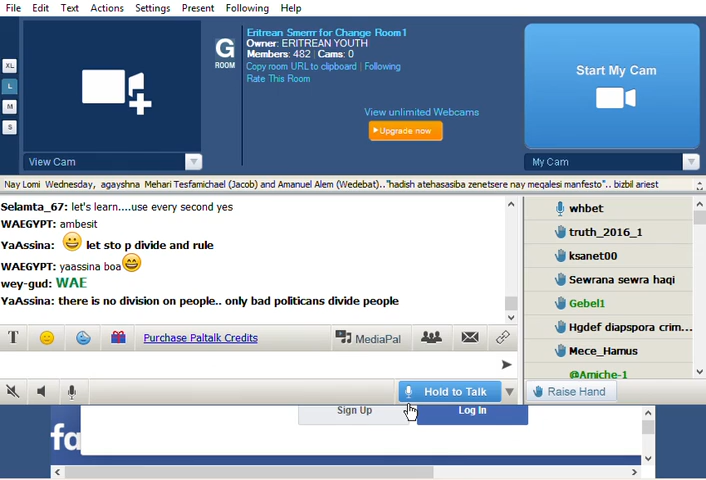 File Edit Text Actions Settings Present Following Help
XL
L
M
S
G
ROOM
Eritrean Smerrr for Change Room1
Owner: ERITREAN YOUTH
Members: 482 | Cams: 0
Copy room URL to clipboard | Following
Rate This Room
View unlimited Webcams
Upgrade now
Start My Cam
View Cam
My Cam
Nay Lomi Wednesday, agayshna Mehari Tesfamichael (Jacob) and Amanuel Alem (Wedebat).."hadish atehasasiba zenetsere nay meqalesi manfesto".. bizbil ariest
Selamta_67: let's learn....use every second yes
WAEGYPT: ambesit
YaAssina: let sto p divide and rule
WAEGYPT: yaassina boa
wey-gud: WAE
YaAssina: there is no division on people.. only bad politicans divide people
whbet
truth_2016_1
ksanet00
Sewrana sewra haqi
Gebel1
Hgdef diapspora crim...
Mece_Hamus
@Amiche-1
T
Purchase Paltalk Credits
MediaPal
Hold to Talk
Raise Hand
Sign Up
Log In
fa